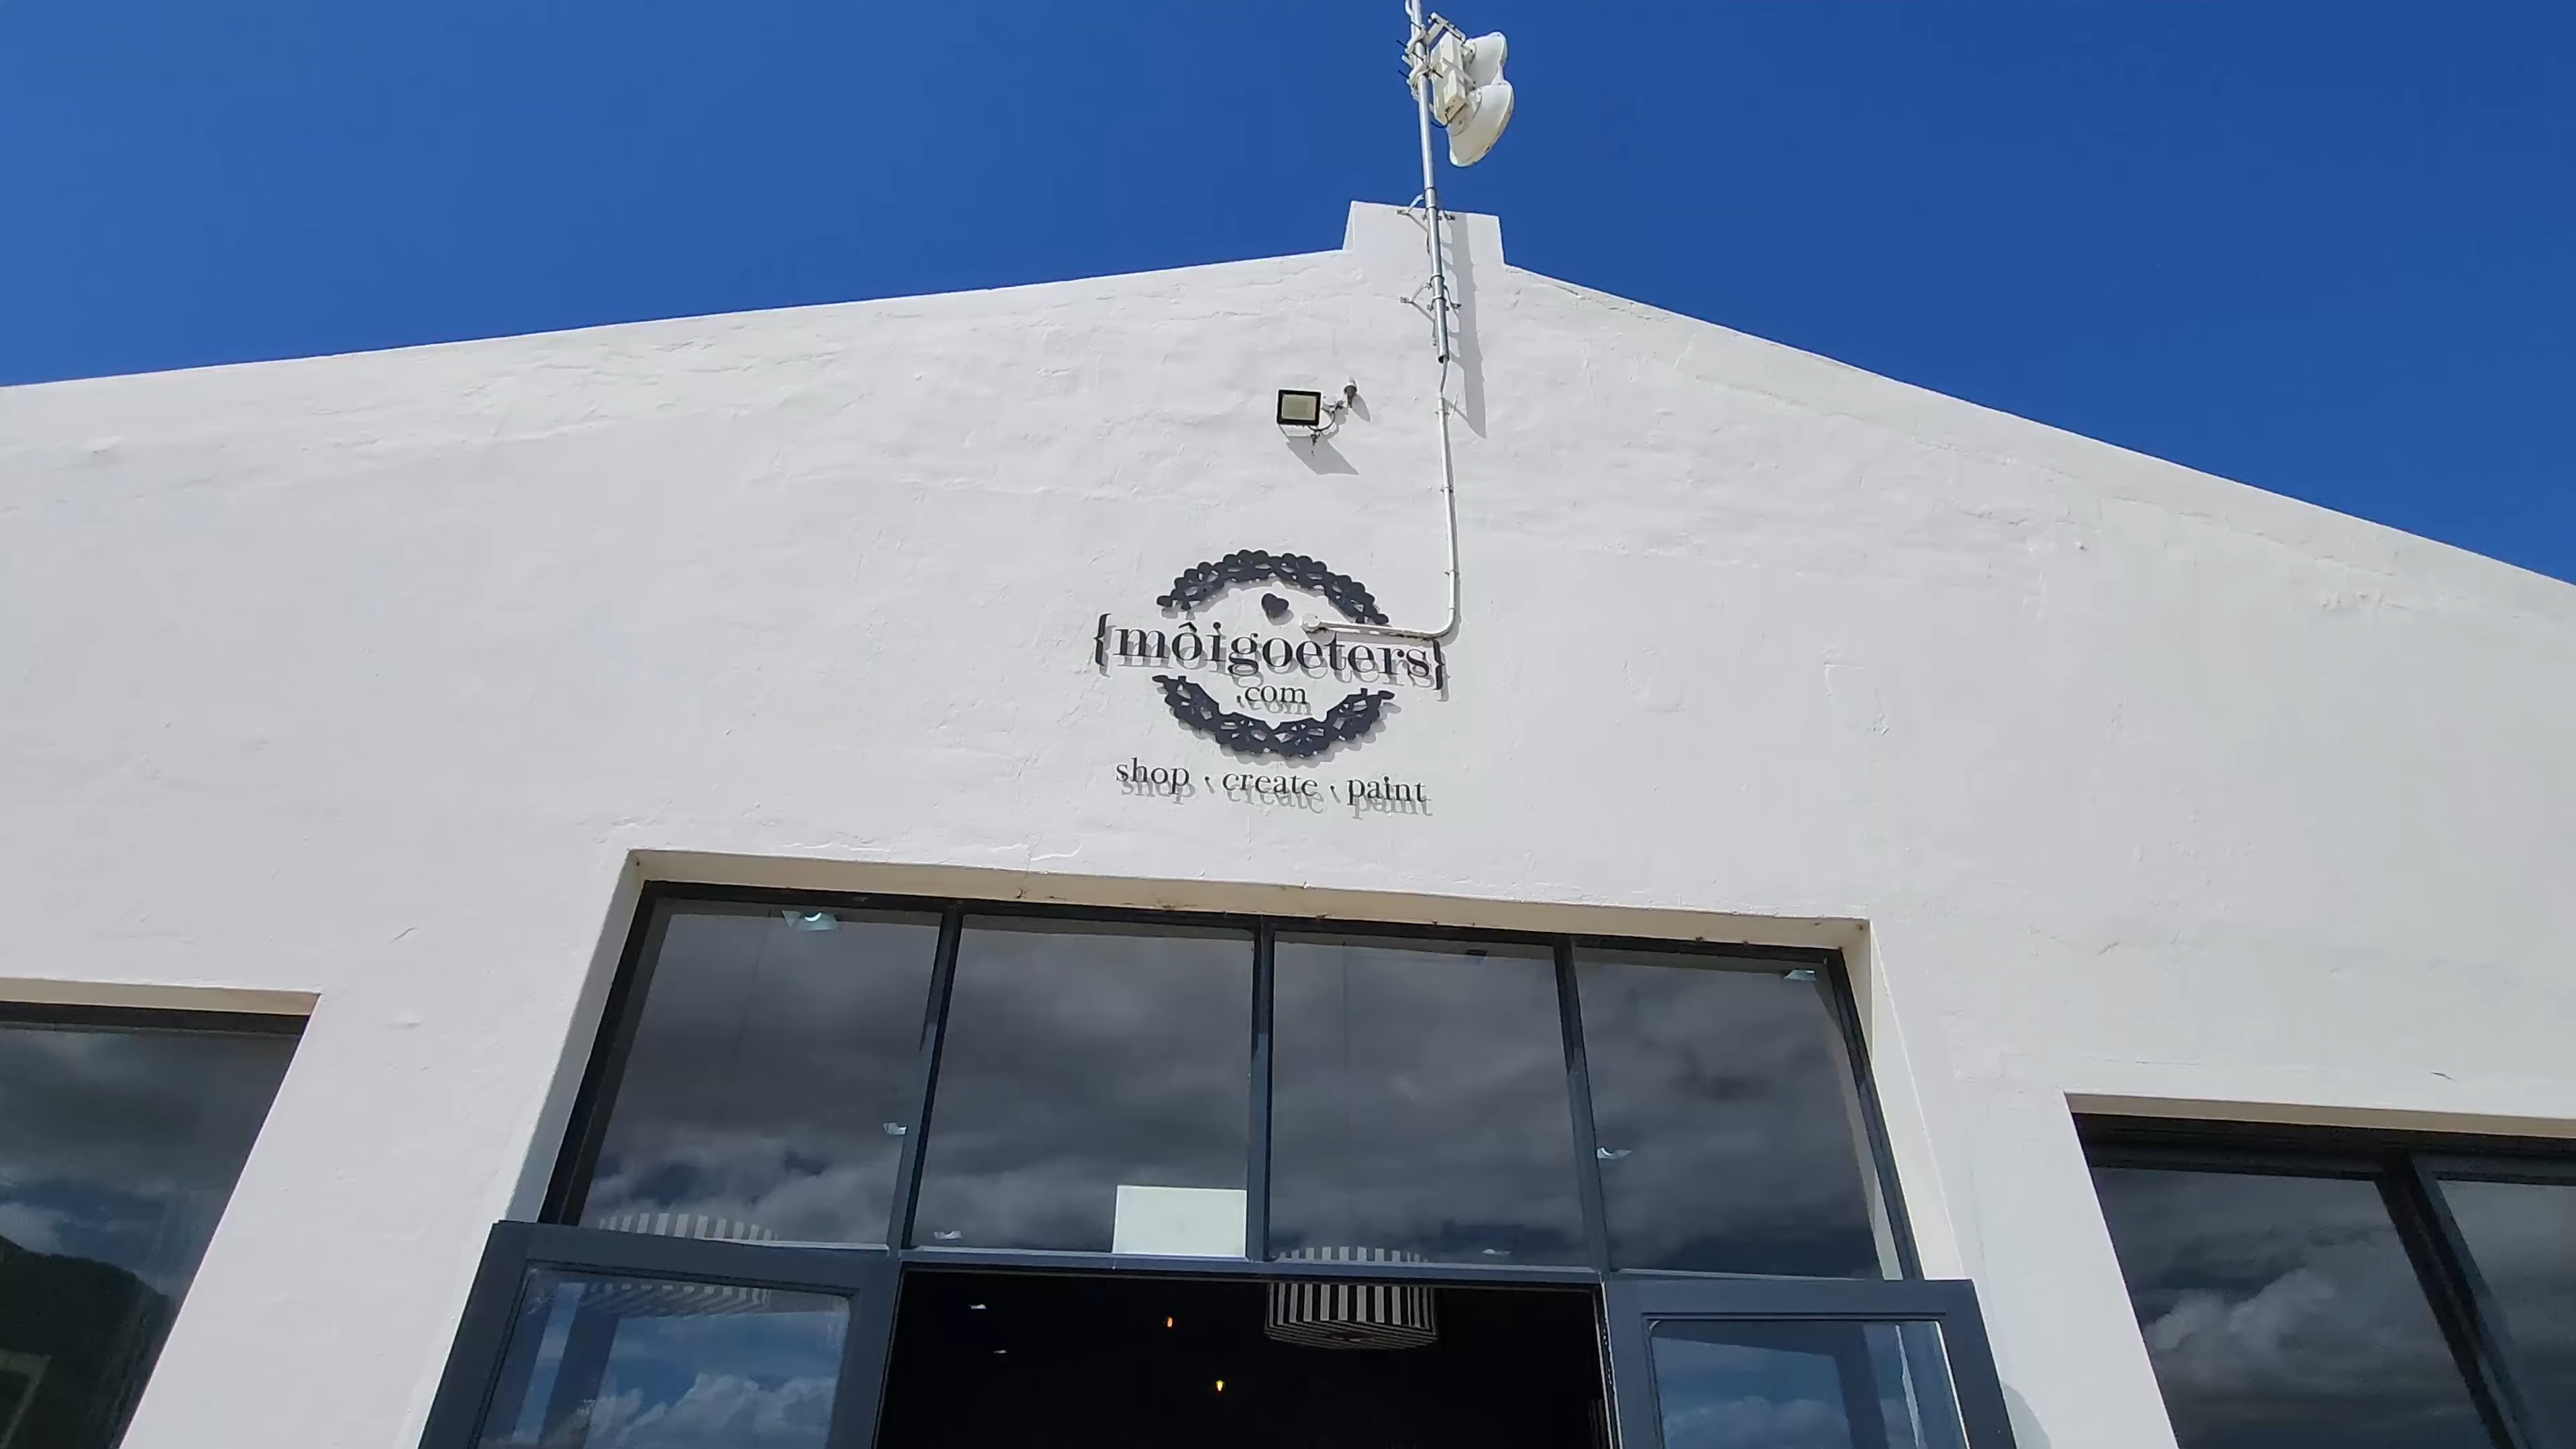 {môigoeters}
.com
shop · create · paint